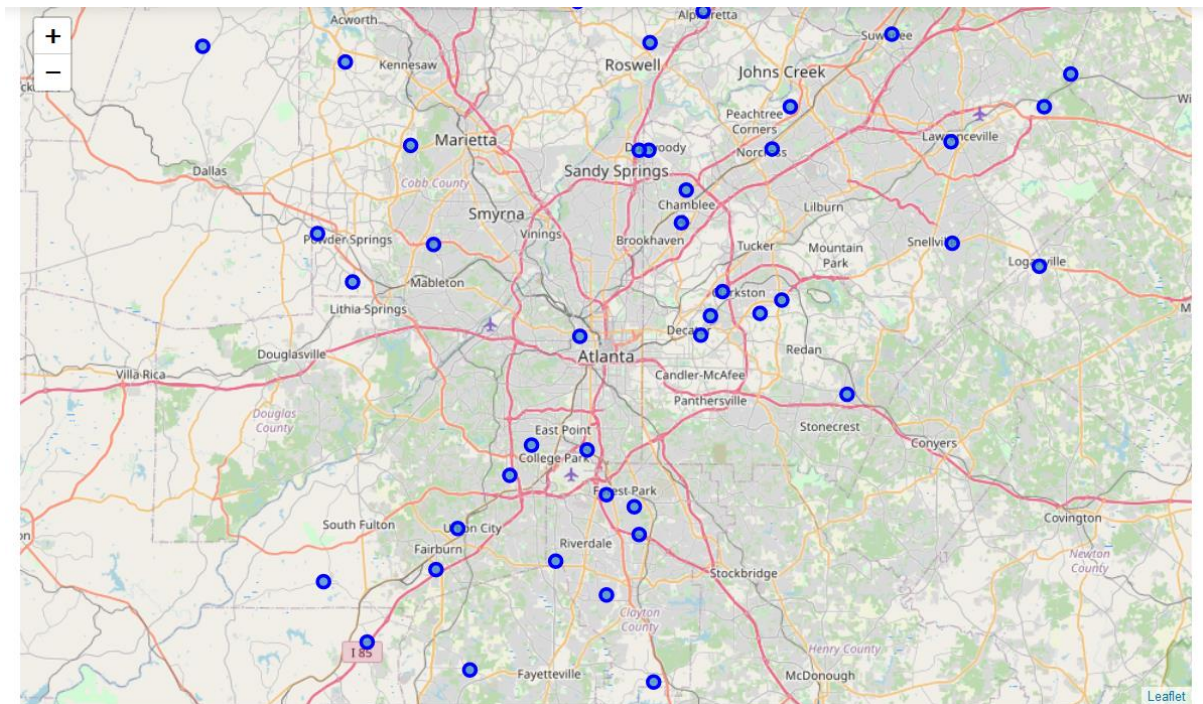 +
−
Acworth
Alpharetta
Suwanee
Kennesaw
Roswell
Johns Creek
Peachtree
Corners
Marietta
Lawrenceville
Dunwoody
Norcross
Dallas
Sandy Springs
Cobb County
Chamblee
Lilburn
Smyrna
Vinings
Brookhaven
Tucker
Mountain
Park
Snellville
Powder Springs
Loganville
Mableton
Clarkston
Lithia Springs
Decatur
Atlanta
Redan
Douglasville
Villa Rica
Candler-McAfee
Panthersville
Douglas
County
Stonecrest
East Point
Conyers
College Park
Forest Park
South Fulton
Union City
Covington
Riverdale
Fairburn
Stockbridge
Newton
County
Clayton
County
I 85
Henry County
Fayetteville
McDonough
Leaflet